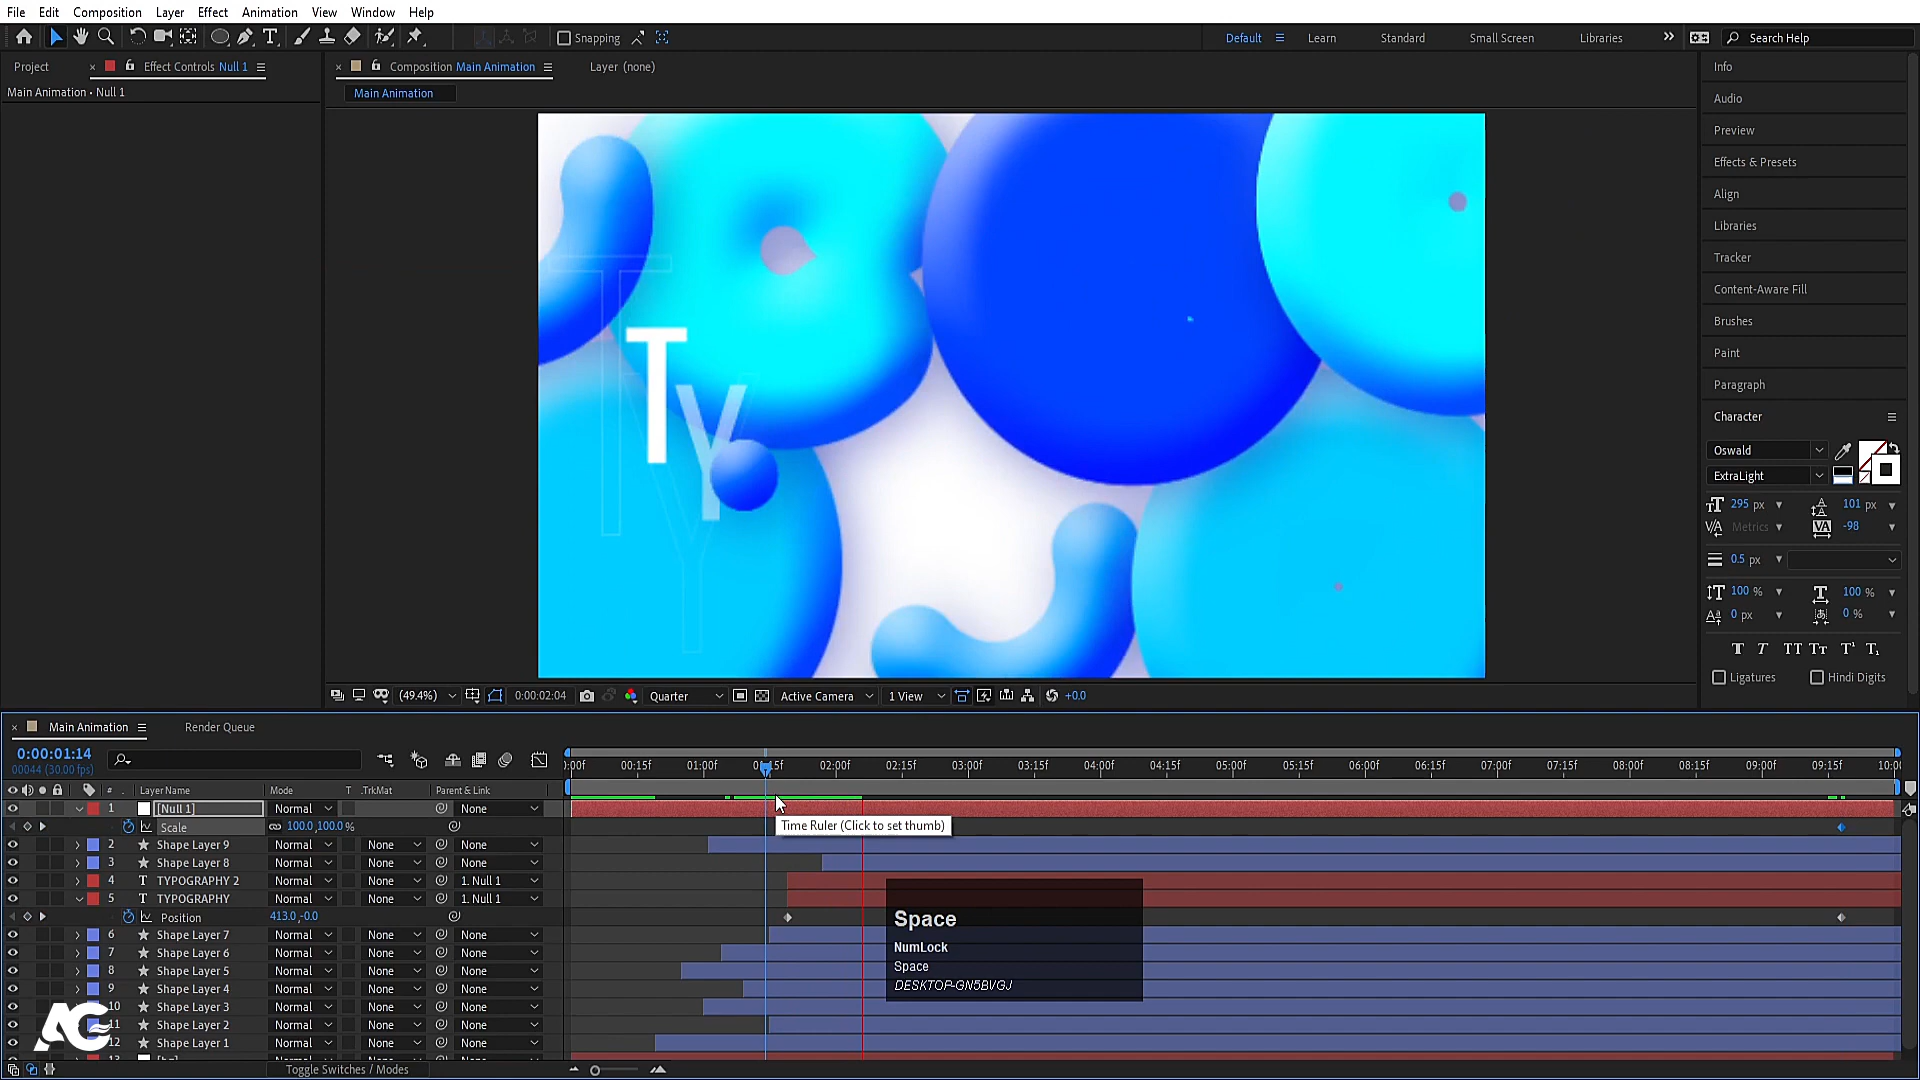 File Edit Composition Layer Effect Animation View Window Help
Snapping Default Learn Standard Small Screen Libraries Search Help
Project Effect Controls Null 1 Composition Main Animation Layer (none)
Main Animation • Null 1
Main Animation
Info
Audio
Preview
Effects & Presets
Align
Libraries
Tracker
Content-Aware Fill
Brushes
Paint
Paragraph
Character
Oswald
ExtraLight
295 px 101 px
Metrics -98
0.5 px
100 % 100 %
0 px 0 %
T T TT Tт T¹ T₁
Ligatures Hindi Digits
T
Ty
(49.4%) 0:00:02:04 Quarter Active Camera 1 View +0.0
Main Animation Render Queue
0:00:01:14
00044 (30.00 fps)
):00f 00:15f 01:00f 01:15f 02:00f 02:15f 03:00f 03:15f 04:00f 04:15f 05:00f 05:15f 06:00f 06:15f 07:00f 07:15f 08:00f 08:15f 09:00f 09:15f 10:0
# Layer Name Mode T .TrkMat Parent & Link
1 [Null 1] Normal None
Scale 100.0,100.0 %
Time Ruler (Click to set thumb)
2 Shape Layer 9 Normal None None
3 Shape Layer 8 Normal None None
4 T TYPOGRAPHY 2 Normal None 1. Null 1
5 T TYPOGRAPHY Normal None 1. Null 1
Position 413.0,-0.0
6 Shape Layer 7 Normal None None
7 Shape Layer 6 Normal None None
8 Shape Layer 5 Normal None None
9 Shape Layer 4 Normal None None
10 Shape Layer 3 Normal None None
11 Shape Layer 2 Normal None None
12 Shape Layer 1 Normal None None
Space
NumLock
Space
DESKTOP-GN5BVGJ
AG
Toggle Switches / Modes